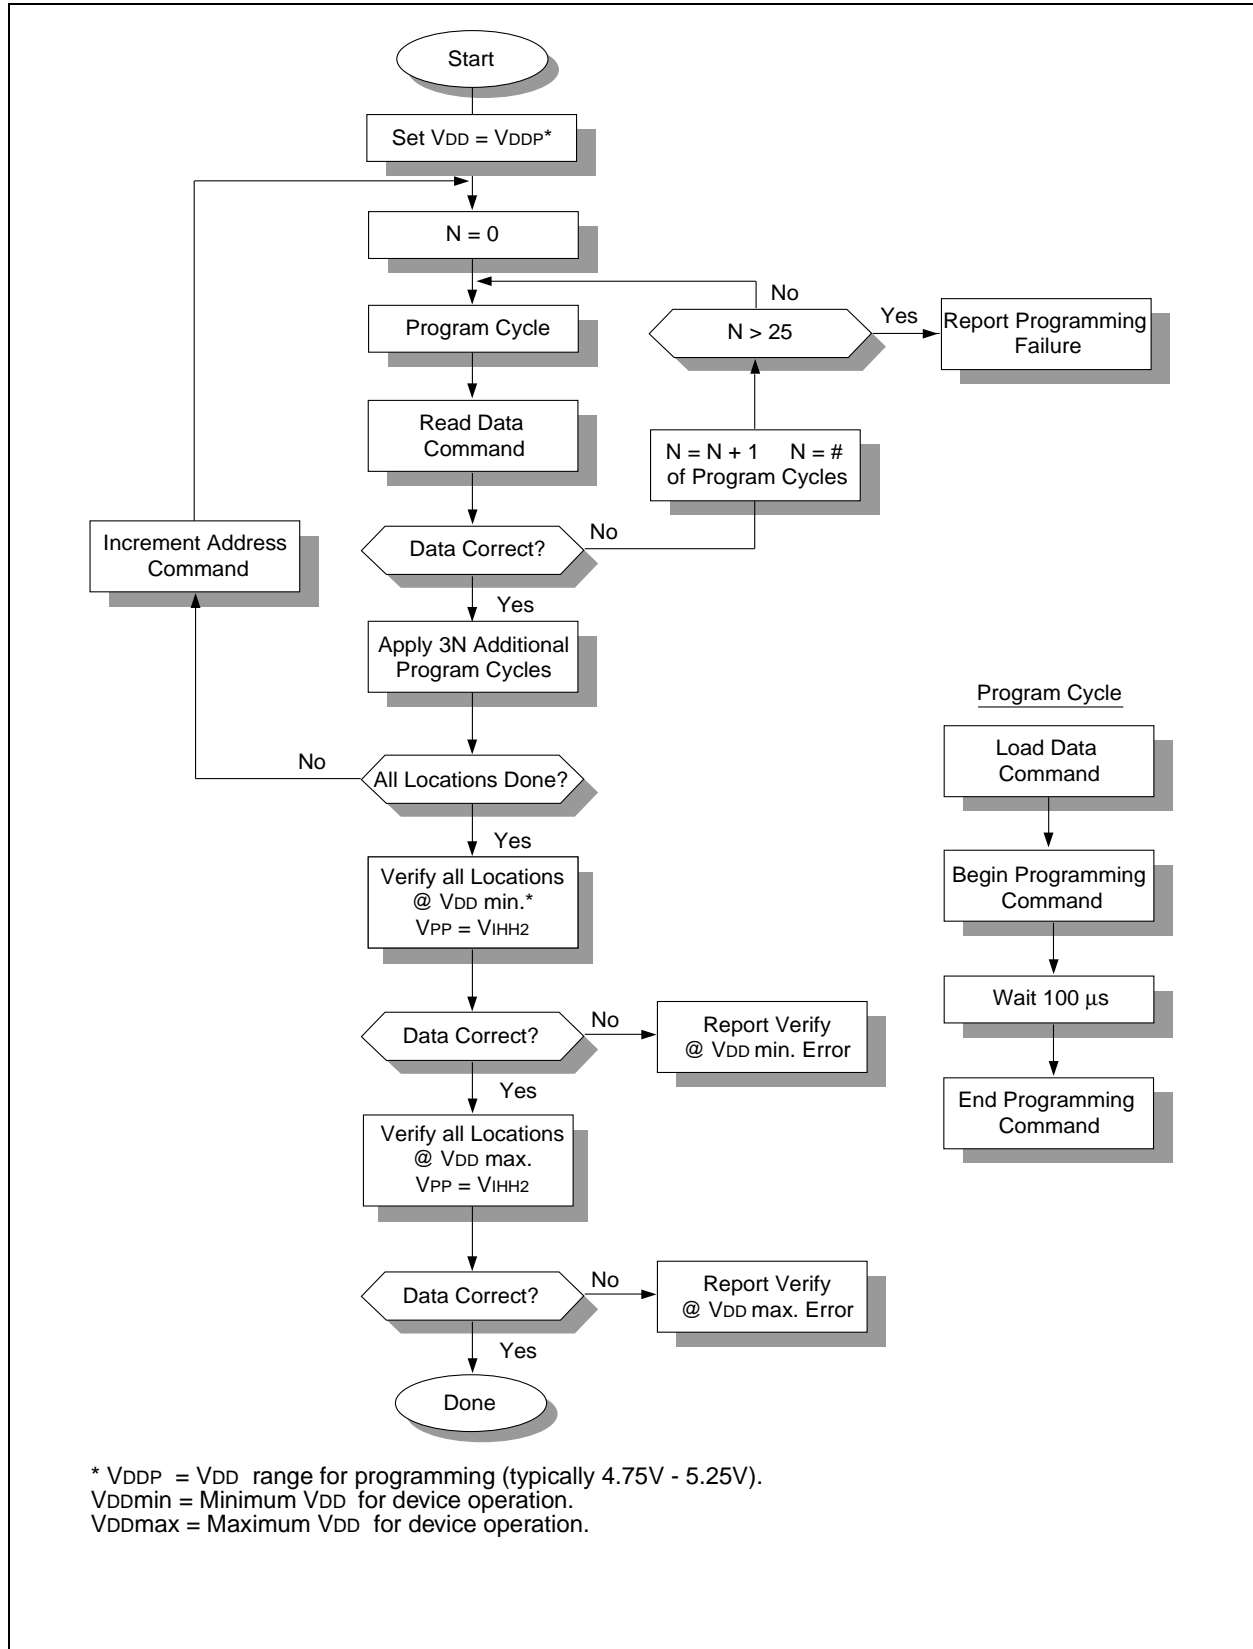 Start
Set VDD = VDDP*
N = 0
No
Program Cycle
N > 25
Yes
Report Programming
Failure
Read Data
Command
N = N + 1 N = #
of Program Cycles
Increment Address
Command
Data Correct?
No
Yes
Apply 3N Additional
Program Cycles
No
All Locations Done?
Yes
Verify all Locations
@ VDD min.*
VPP = VIHH2
Data Correct?
No
Report Verify
@ VDD min. Error
Yes
Verify all Locations
@ VDD max.
VPP = VIHH2
Data Correct?
No
Report Verify
@ VDD max. Error
Yes
Done
Program Cycle
Load Data
Command
Begin Programming
Command
Wait 100 µs
End Programming
Command
* VDDP = VDD range for programming (typically 4.75V - 5.25V).
VDDmin = Minimum VDD for device operation.
VDDmax = Maximum VDD for device operation.